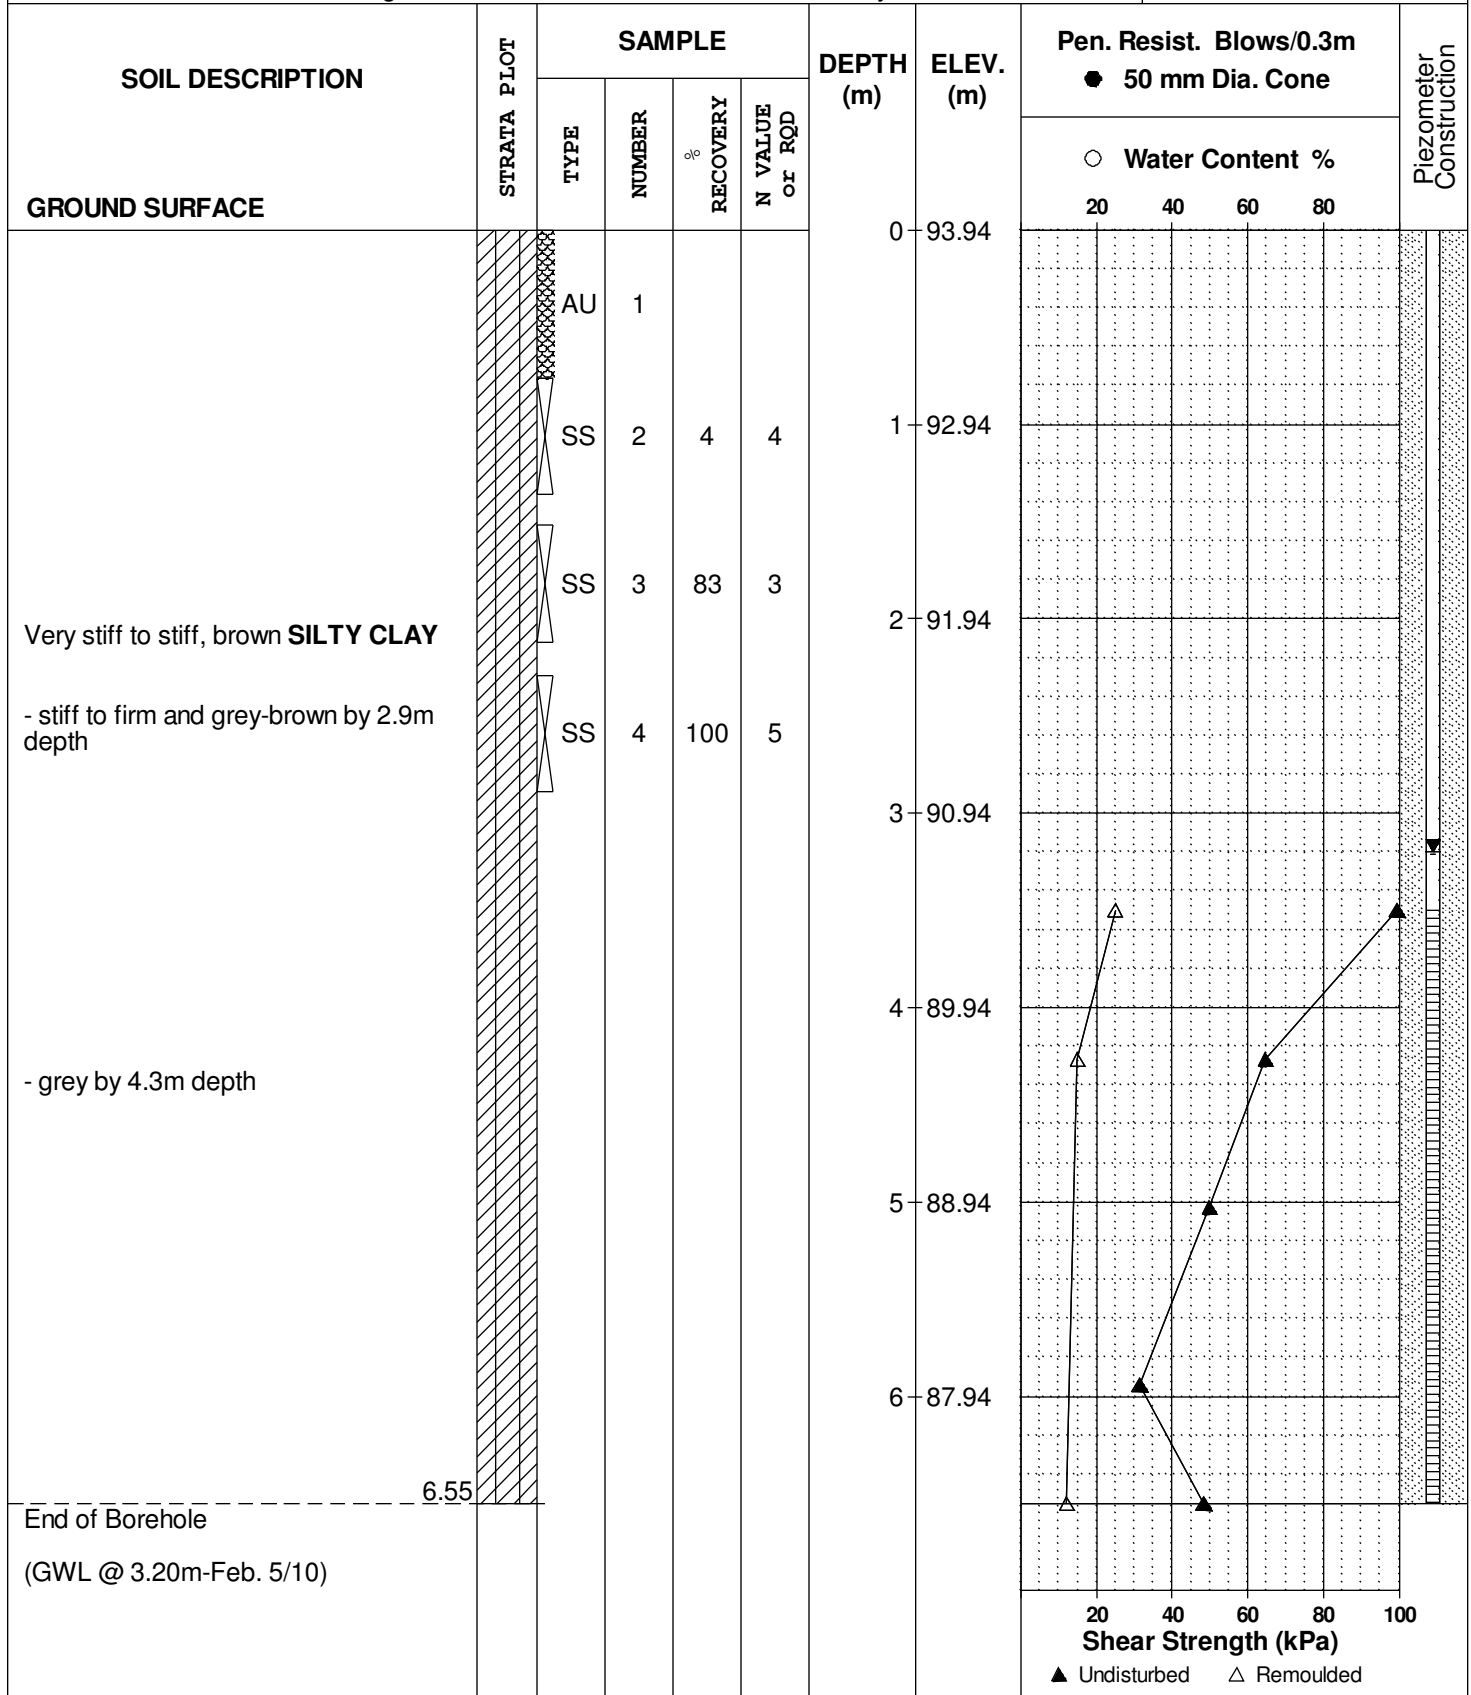 SOIL DESCRIPTION
GROUND SURFACE
STRATA PLOT
SAMPLE
TYPE
NUMBER
%
RECOVERY
N VALUE
or RQD
DEPTH
(m)
ELEV.
(m)
Pen. Resist. Blows/0.3m
50 mm Dia. Cone
Water Content %
20 40 60 80
Piezometer
Construction
0 93.94
AU 1
1 92.94
SS 2 4 4
SS 3 83 3
2 91.94
Very stiff to stiff, brown SILTY CLAY
- stiff to firm and grey-brown by 2.9m
depth
SS 4 100 5
3 90.94
4 89.94
- grey by 4.3m depth
5 88.94
6 87.94
6.55
End of Borehole
(GWL @ 3.20m-Feb. 5/10)
20 40 60 80 100
Shear Strength (kPa)
Undisturbed Remoulded